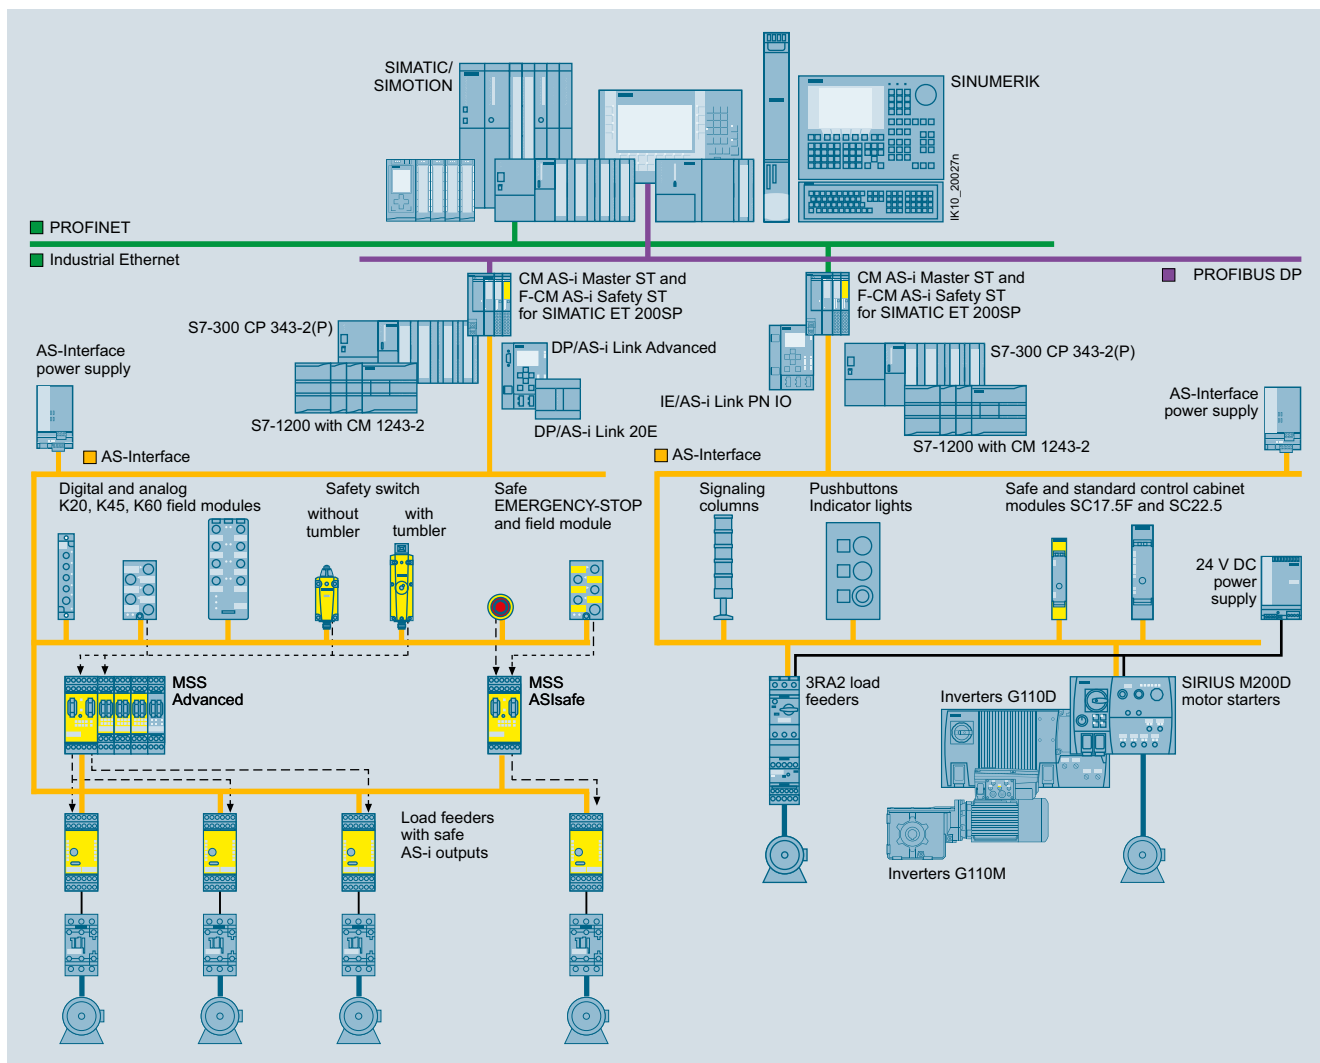 SIMATIC/
SIMOTION
SINUMERIK
IK10_20027n
PROFINET
Industrial Ethernet
PROFIBUS DP
CM AS-i Master ST and
F-CM AS-i Safety ST
for SIMATIC ET 200SP
CM AS-i Master ST and
F-CM AS-i Safety ST
for SIMATIC ET 200SP
S7-300 CP 343-2(P)
DP/AS-i Link Advanced
S7-300 CP 343-2(P)
AS-Interface
power supply
IE/AS-i Link PN IO
AS-Interface
power supply
S7-1200 with CM 1243-2
DP/AS-i Link 20E
S7-1200 with CM 1243-2
AS-Interface
AS-Interface
Digital and analog
K20, K45, K60 field modules
Safety switch
without
tumbler
with
tumbler
Safe
EMERGENCY-STOP
and field module
Signaling
columns
Pushbuttons
Indicator lights
Safe and standard control cabinet
modules SC17.5F and SC22.5
24 V DC
power
supply
MSS
Advanced
MSS
ASIsafe
3RA2 load
feeders
Inverters G110D
SIRIUS M200D
motor starters
Load feeders
with safe
AS-i outputs
Inverters G110M